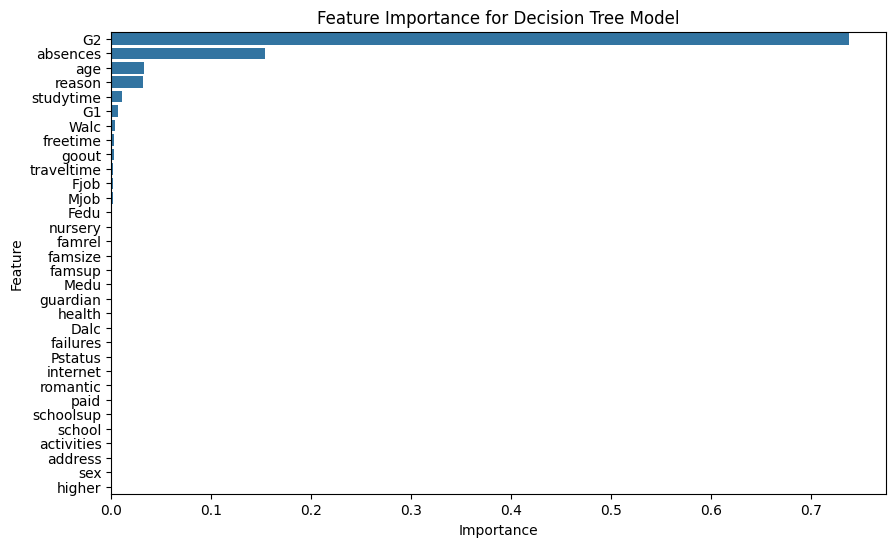 Feature Importance for Decision Tree Model
G2
absences
age
reason
studytime
G1
Walc
freetime
goout
traveltime
Fjob
Mjob
Fedu
nursery
famrel
famsize
famsup
Medu
guardian
health
Dalc
failures
Pstatus
internet
romantic
paid
schoolsup
school
activities
address
sex
higher
Feature
0.0 0.1 0.2 0.3 0.4 0.5 0.6 0.7
Importance